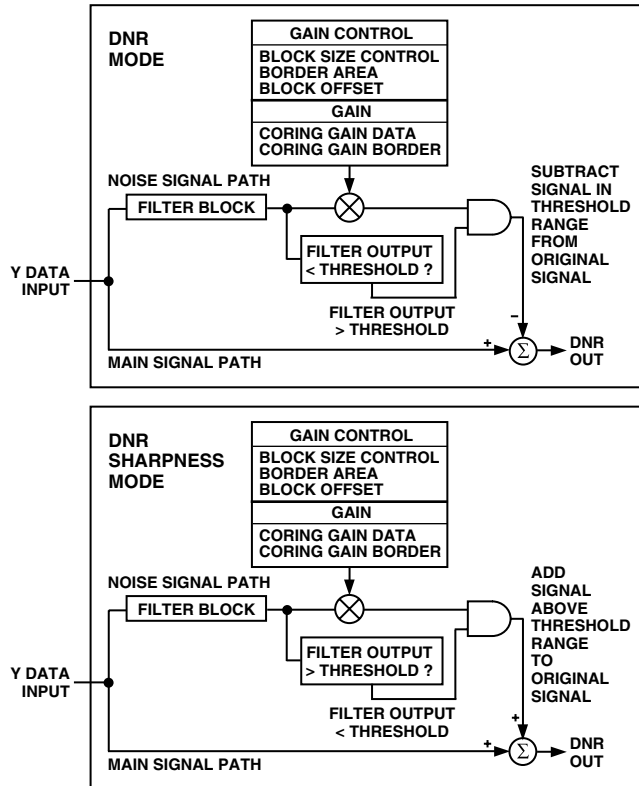 DNR
MODE
GAIN CONTROL
BLOCK SIZE CONTROL
BORDER AREA
BLOCK OFFSET
GAIN
CORING GAIN DATA
CORING GAIN BORDER
NOISE SIGNAL PATH
FILTER BLOCK
FILTER OUTPUT
< THRESHOLD ?
FILTER OUTPUT
> THRESHOLD
SUBTRACT
SIGNAL IN
THRESHOLD
RANGE
FROM
ORIGINAL
SIGNAL
Y DATA
INPUT
MAIN SIGNAL PATH
–
+
Σ
DNR
OUT
DNR
SHARPNESS
MODE
GAIN CONTROL
BLOCK SIZE CONTROL
BORDER AREA
BLOCK OFFSET
GAIN
CORING GAIN DATA
CORING GAIN BORDER
NOISE SIGNAL PATH
FILTER BLOCK
FILTER OUTPUT
> THRESHOLD ?
FILTER OUTPUT
< THRESHOLD
ADD
SIGNAL
ABOVE
THRESHOLD
RANGE
TO
ORIGINAL
SIGNAL
Y DATA
INPUT
MAIN SIGNAL PATH
+
+
Σ
DNR
OUT